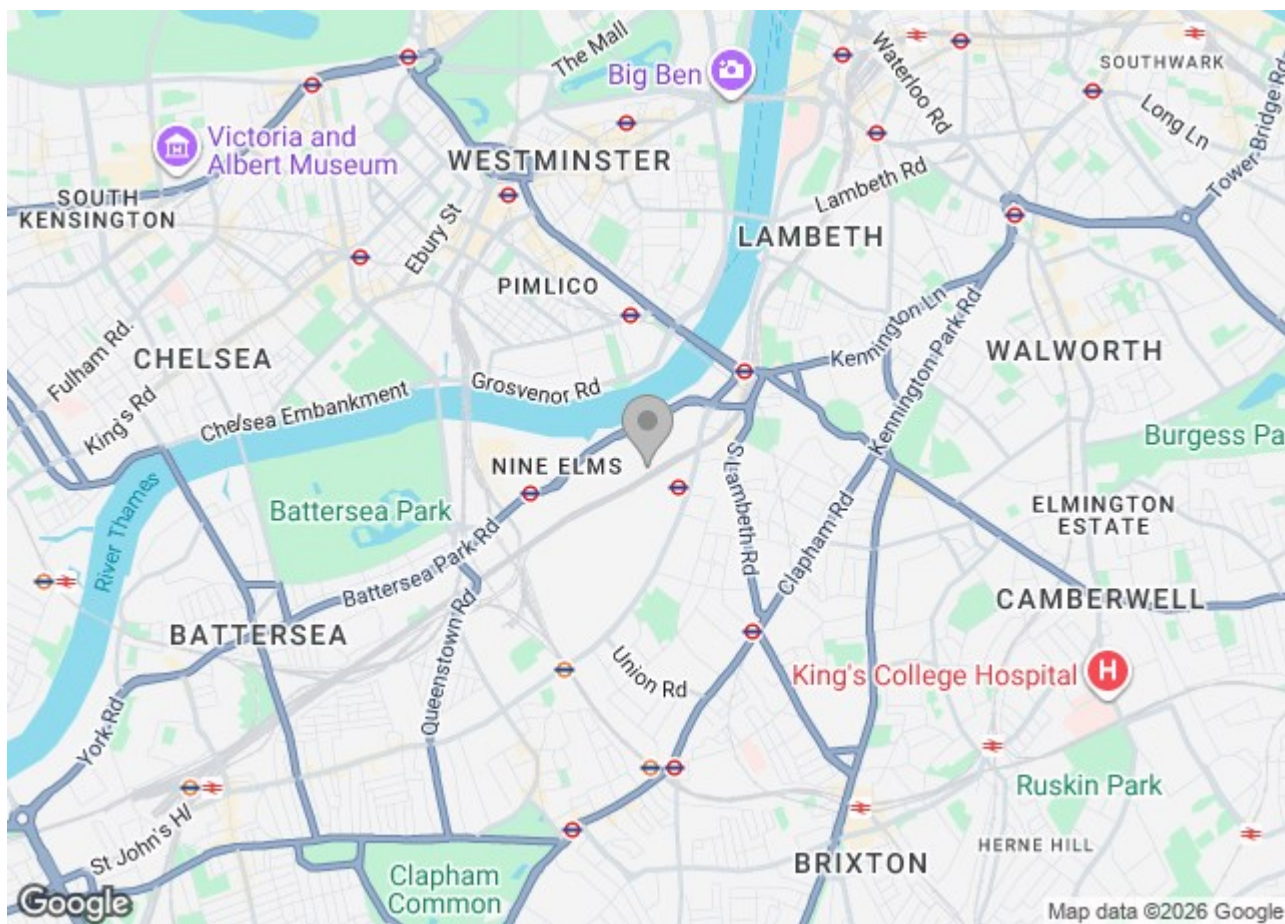 The Mall
Waterloo Rd
SOUTHWARK
Big Ben
Long Ln
Victoria and
Albert Museum
WESTMINSTER
Tower Bridge Rd
SOUTH
KENSINGTON
Lambeth Rd
Ebury St
LAMBETH
PIMLICO
Kennington Ln
Kennington Park Rd
Fulham Rd.
CHELSEA
WALWORTH
King's Rd
Grosvenor Rd
Chelsea Embankment
Burgess Pa
NINE ELMS
S Lambeth Rd
Battersea Park
ELMINGTON
ESTATE
River Thames
Clapham Rd
Battersea Park Rd
CAMBERWELL
BATTERSEA
Queenstown Rd
Union Rd
King's College Hospital
H
York Rd
Ruskin Park
St John's Hl
HERNE HILL
BRIXTON
Clapham
Common
Google
Map data ©2026 Google